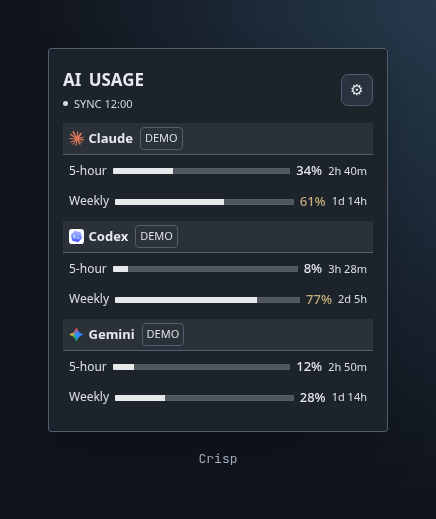 AI USAGE
SYNC 12:00
Claude DEMO
5-hour 34% 2h 40m
Weekly 61% 1d 14h
Codex DEMO
5-hour 8% 3h 28m
Weekly 77% 2d 5h
Gemini DEMO
5-hour 12% 2h 50m
Weekly 28% 1d 14h
Crisp